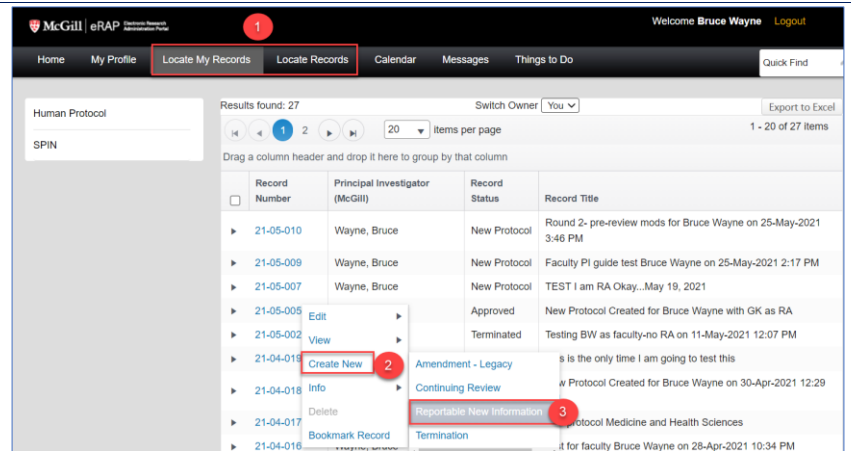 McGill eRAP Electronic Research Administration Portal
1
Welcome Bruce Wayne Logout
Home My Profile Locate My Records Locate Records Calendar Messages Things to Do Quick Find
Human Protocol
SPIN
Results found: 27 Switch Owner You Export to Excel
1 2 20 items per page 1 - 20 of 27 items
Drag a column header and drop it here to group by that column
Record Number Principal Investigator (McGill) Record Status Record Title
21-05-010 Wayne, Bruce New Protocol Round 2- pre-review mods for Bruce Wayne on 25-May-2021
3:46 PM
21-05-009 Wayne, Bruce New Protocol Faculty PI guide test Bruce Wayne on 25-May-2021 2:17 PM
21-05-007 Wayne, Bruce New Protocol TEST I am RA Okay...May 19, 2021
21-05-005 Approved New Protocol Created for Bruce Wayne with GK as RA
21-05-002 Terminated Testing BW as faculty-no RA on 11-May-2021 12:07 PM
21-04-019 is the only time I am going to test this
21-04-018 Protocol Created for Bruce Wayne on 30-Apr-2021 12:29
21-04-017 protocol Medicine and Health Sciences
21-04-016 Wayne, Bruce for faculty Bruce Wayne on 28-Apr-2021 10:34 PM
Edit
View
Create New 2
Info
Delete
Bookmark Record
Amendment - Legacy
Continuing Review
Reportable New Information 3
Termination